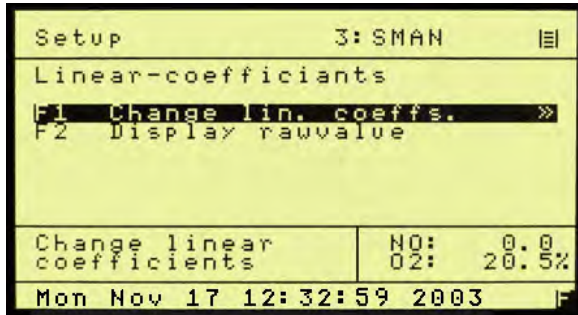 Setup 3: SMAN
Linear-coefficiants
F1 Change lin. coeffs. »
F2 Display rawvalue
Change linear
coefficients
NO: 0.0
O2: 20.5%
Mon Nov 17 12:32:59 2003 F